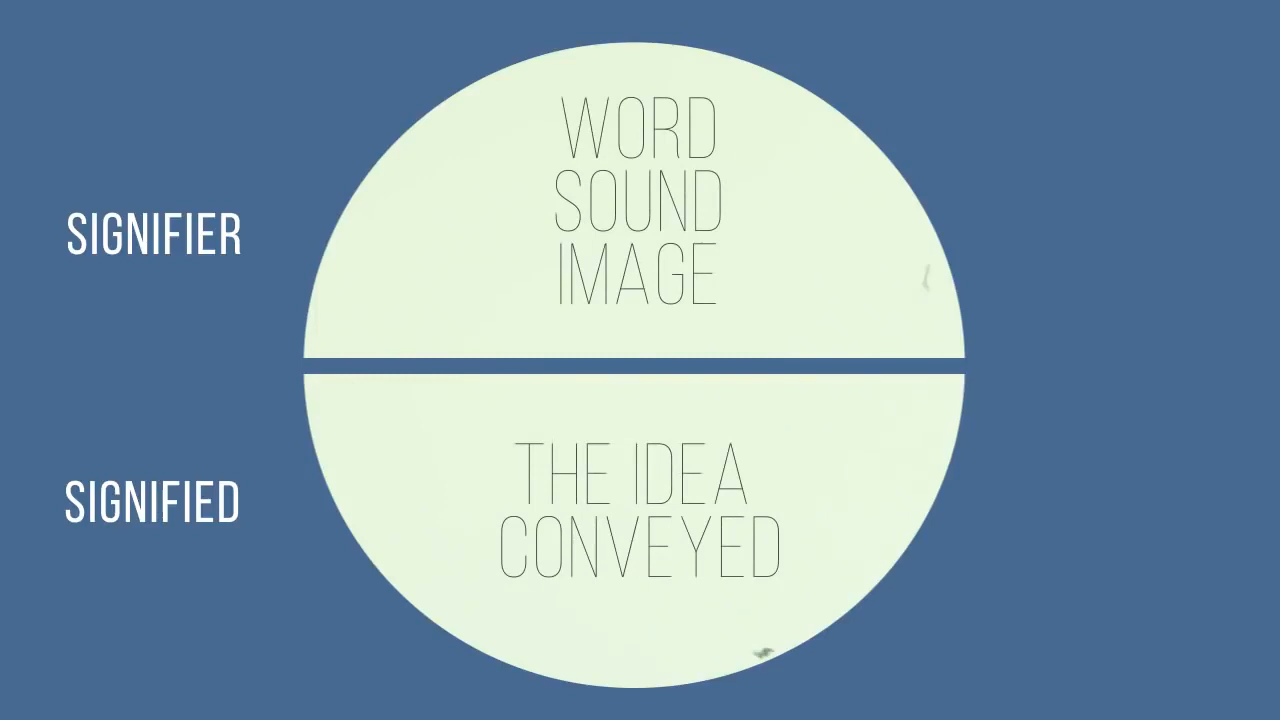 WORD
SOUND
IMAGE
SIGNIFIER
THE IDEA
CONVEYED
SIGNIFIED